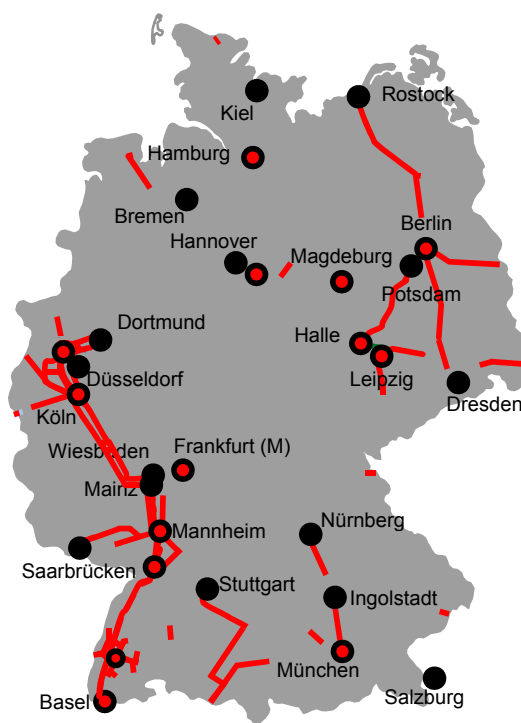 Kiel
Rostock
Hamburg
Bremen
Berlin
Hannover
Magdeburg
Potsdam
Dortmund
Halle
Düsseldorf
Leipzig
Dresden
Köln
Wiesbaden
Frankfurt (M)
Mainz
Mannheim
Nürnberg
Saarbrücken
Stuttgart
Ingolstadt
München
Basel
Salzburg